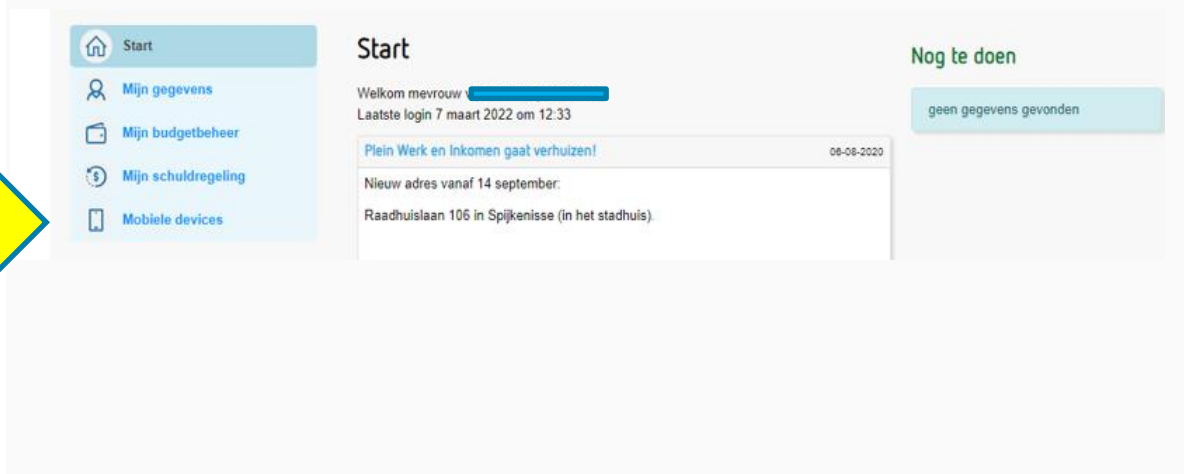 Start
Mijn gegevens
Mijn budgetbeheer
Mijn schuldregeling
Mobiele devices
Start
Welkom mevrouw
Laatste login 7 maart 2022 om 12:33
Plein Werk en Inkomen gaat verhuizen! 06-08-2020
Nieuw adres vanaf 14 september:
Raadhuislaan 106 in Spijkenisse (in het stadhuis).
Nog te doen
geen gegevens gevonden